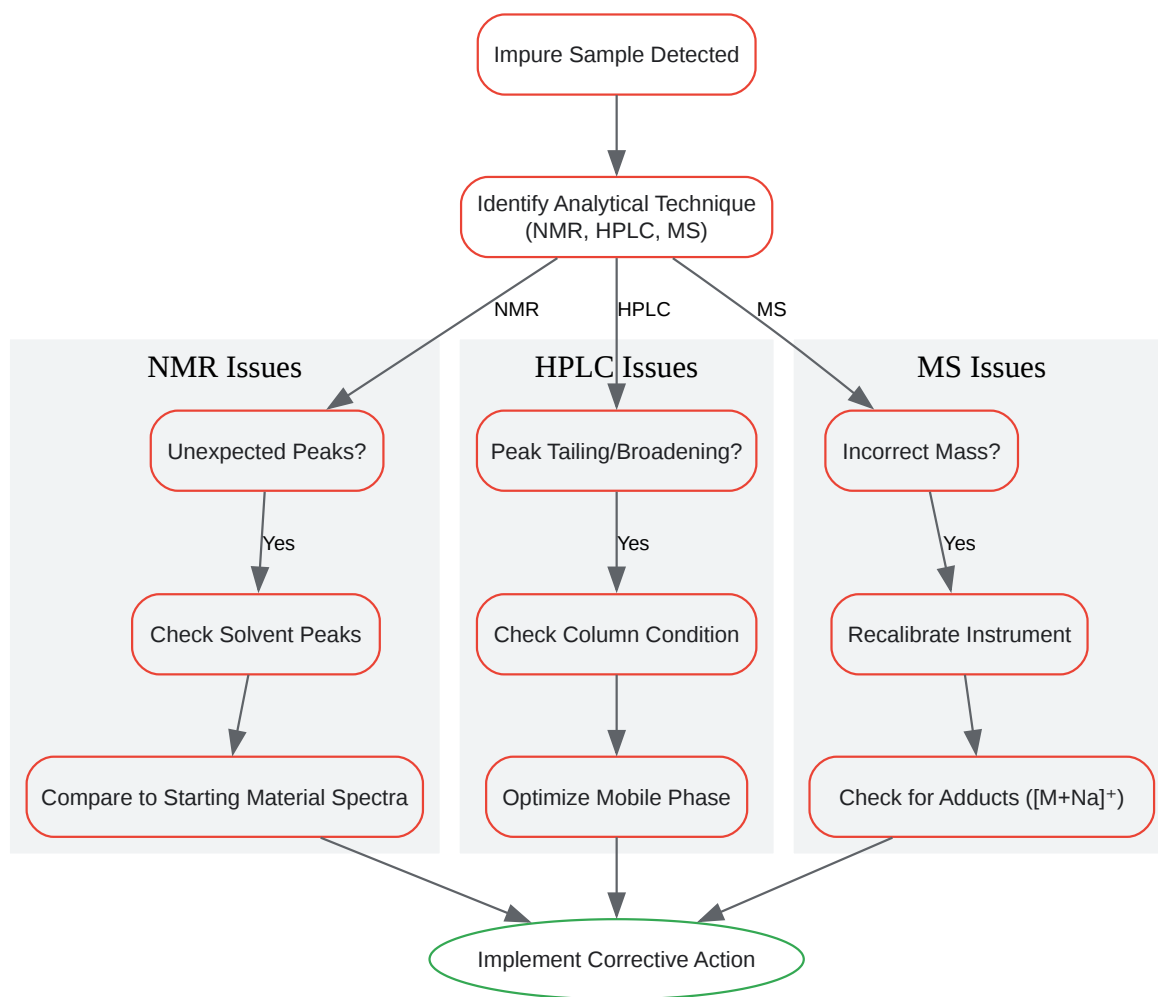 Impure Sample Detected
Identify Analytical Technique
(NMR, HPLC, MS)
NMR
HPLC
MS
NMR Issues
HPLC Issues
MS Issues
Unexpected Peaks?
Peak Tailing/Broadening?
Incorrect Mass?
Yes
Yes
Yes
Check Solvent Peaks
Check Column Condition
Recalibrate Instrument
Compare to Starting Material Spectra
Optimize Mobile Phase
Check for Adducts ([M+Na]⁺)
Implement Corrective Action